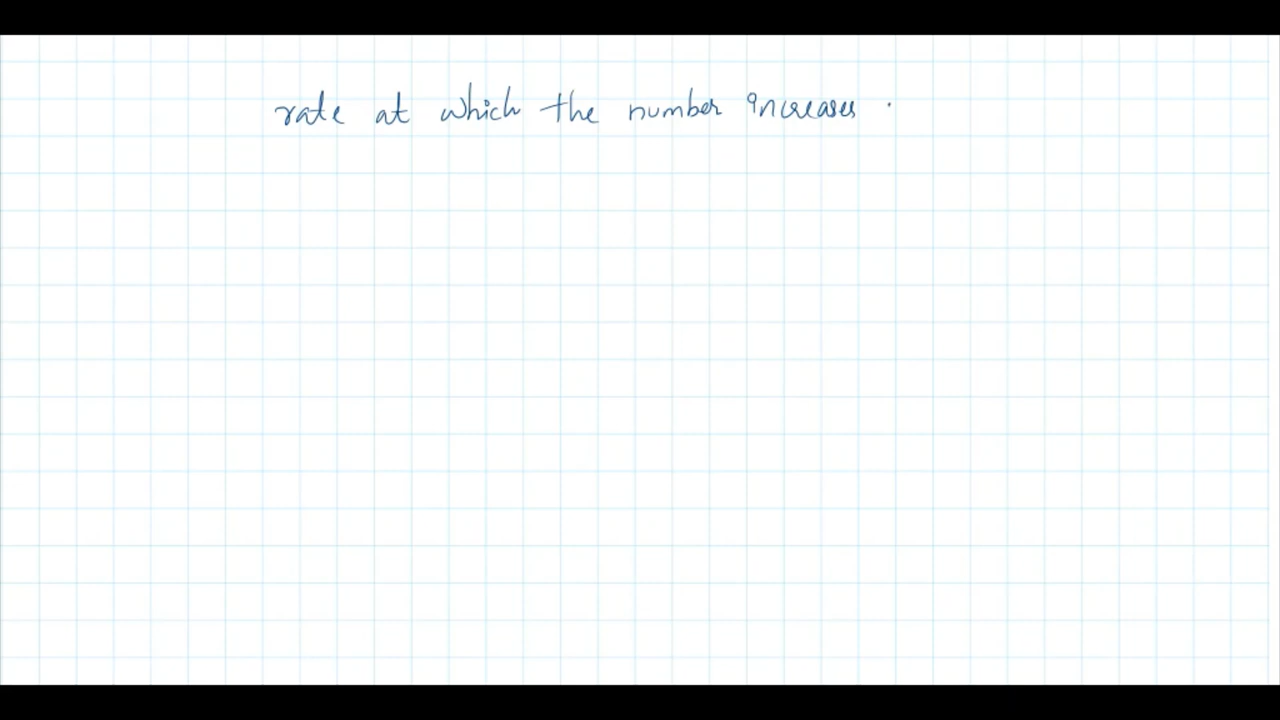 rate at which the number increases .